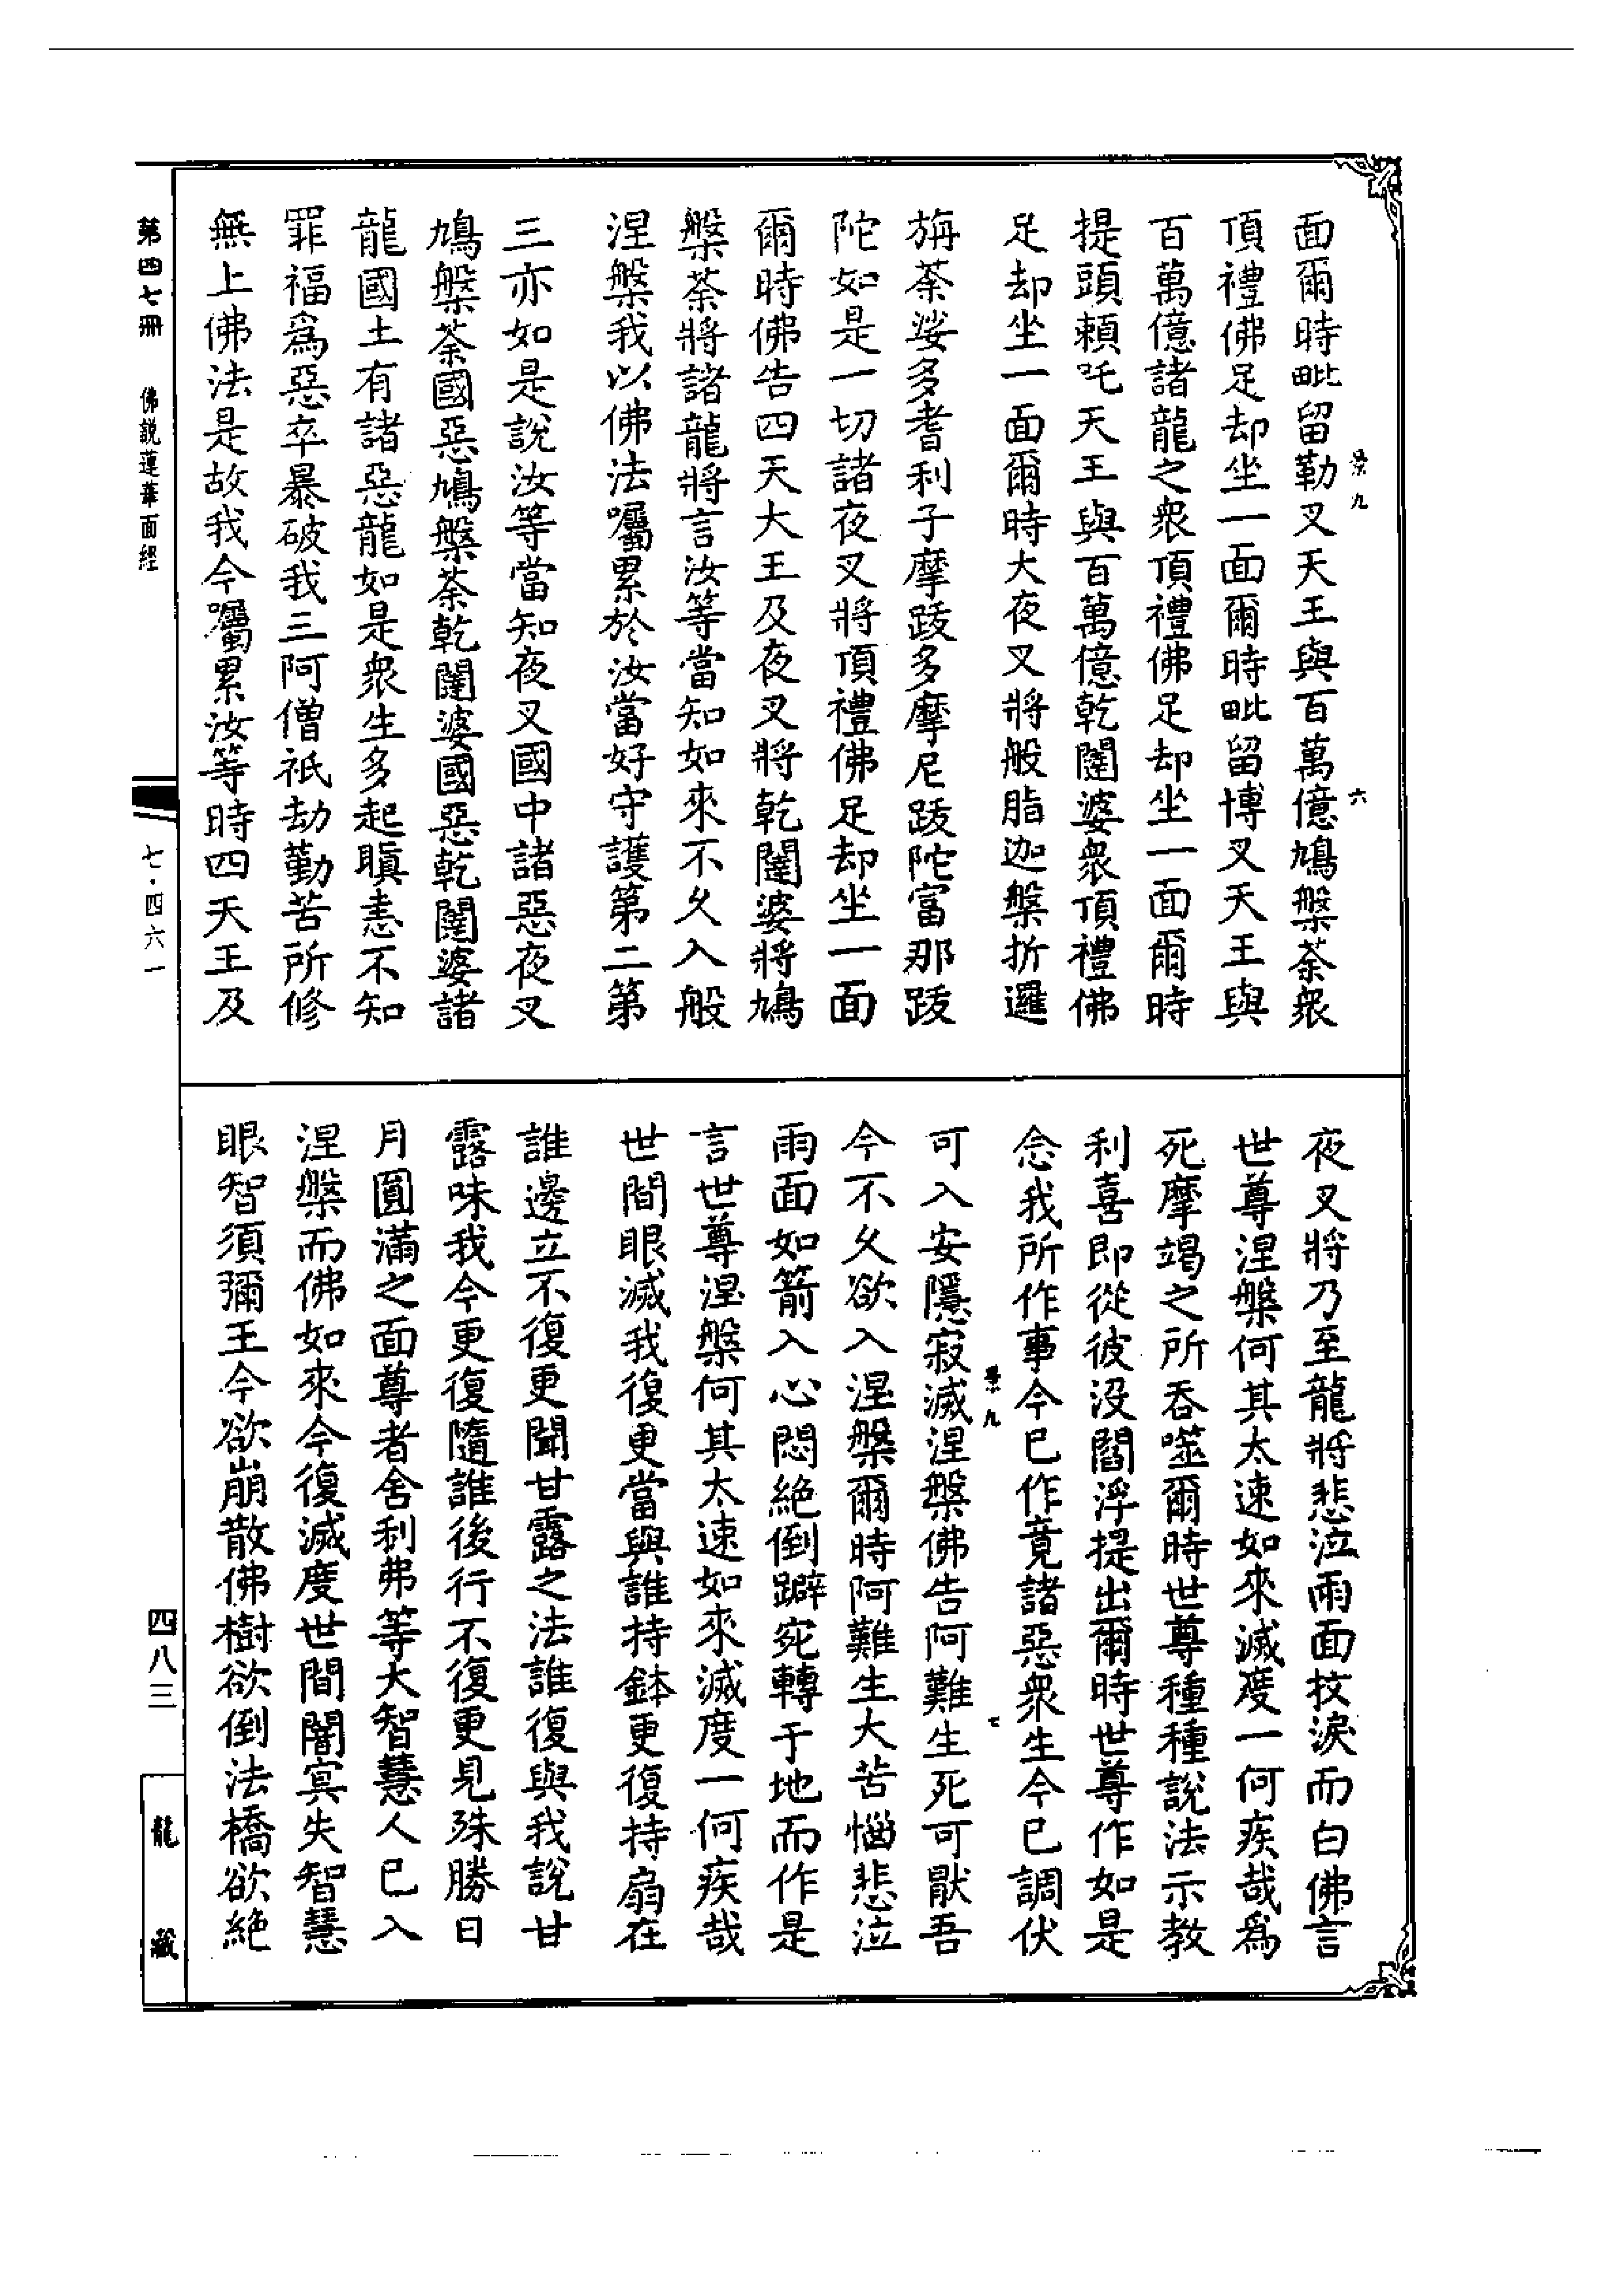 面爾時毗留勒叉天王與百萬億鳩槃荼衆
頂禮佛足却坐一面爾時毗留博叉天王與
百萬億諸龍之衆頂禮佛足却坐一面爾時
提頭賴吒天王與百萬億乾闥婆衆頂禮佛
足却坐一面爾時大夜叉將般脂迦槃折邏
旃荼娑多耆利子摩跋多摩尼跋陀富那跋
陀如是一切諸夜叉將頂禮佛足却坐一面
爾時佛告四天大王及夜叉將乾闥婆將鳩
槃荼將諸龍將言汝等當知如來不久入般
涅槃我以佛法囑累於汝當好守護第二第
三亦如是說汝等當知夜叉國中諸惡夜叉
鳩槃荼國惡鳩槃荼乾闥婆國惡乾闥婆諸
龍國土有諸惡龍如是衆生多起瞋恚不知
罪福爲惡卒暴破我三阿僧祇劫勤苦所修
無上佛法是故我今囑累汝等時四天王及
夜叉將乃至龍將悲泣雨面抆淚而白佛言
世尊涅槃何其太速如來滅度一何疾哉爲
死摩竭之所吞噬爾時世尊種種說法示教
利喜即從彼沒閻浮提出爾時世尊作如是
念我所作事今已作竟諸惡衆生今已調伏
可入安隱寂滅涅槃佛告阿難生死可猒吾
今不久欲入涅槃爾時阿難生大苦惱悲泣
雨面如箭入心悶絕倒躃宛轉于地而作是
言世尊涅槃何其太速如來滅度一何疾哉
世間眼滅我復更當與誰持鉢更復持扇在
誰邊立不復更聞甘露之法誰復與我說甘
露味我今更復隨誰後行不復更見殊勝日
月圓滿之面尊者舍利弗等大智慧人已入
涅槃而佛如來今復滅度世間闇冥失智慧
眼智須彌王今欲崩散佛樹欲倒法橋欲絕
景九
六
景九
七
第四七冊 佛說蓮華面經
七·四六一
四八三
龍藏